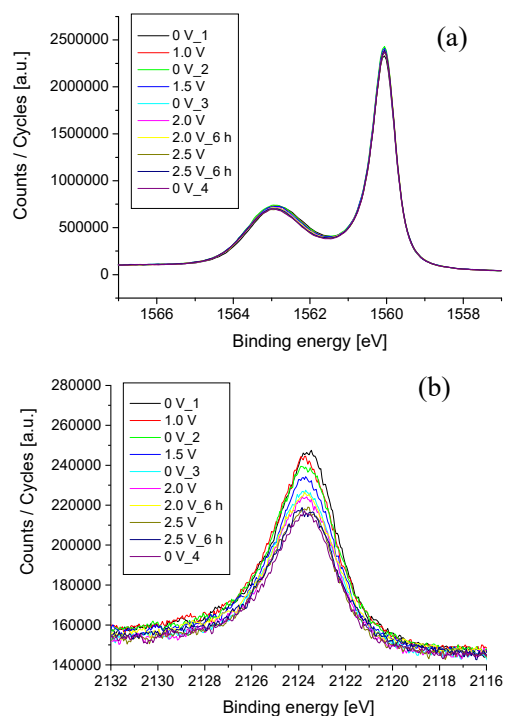 (a)
2500000
2000000
1500000
1000000
500000
0
0 V_1
1.0 V
0 V_2
1.5 V
0 V_3
2.0 V
2.0 V_6 h
2.5 V
2.5 V_6 h
0 V_4
Counts / Cycles [a.u.]
1566 1564 1562 1560 1558
Binding energy [eV]
(b)
280000
260000
240000
220000
200000
180000
160000
140000
0 V_1
1.0 V
0 V_2
1.5 V
0 V_3
2.0 V
2.0 V_6 h
2.5 V
2.5 V_6 h
0 V_4
Counts / Cycles [a.u.]
2132 2130 2128 2126 2124 2122 2120 2118 2116
Binding energy [eV]